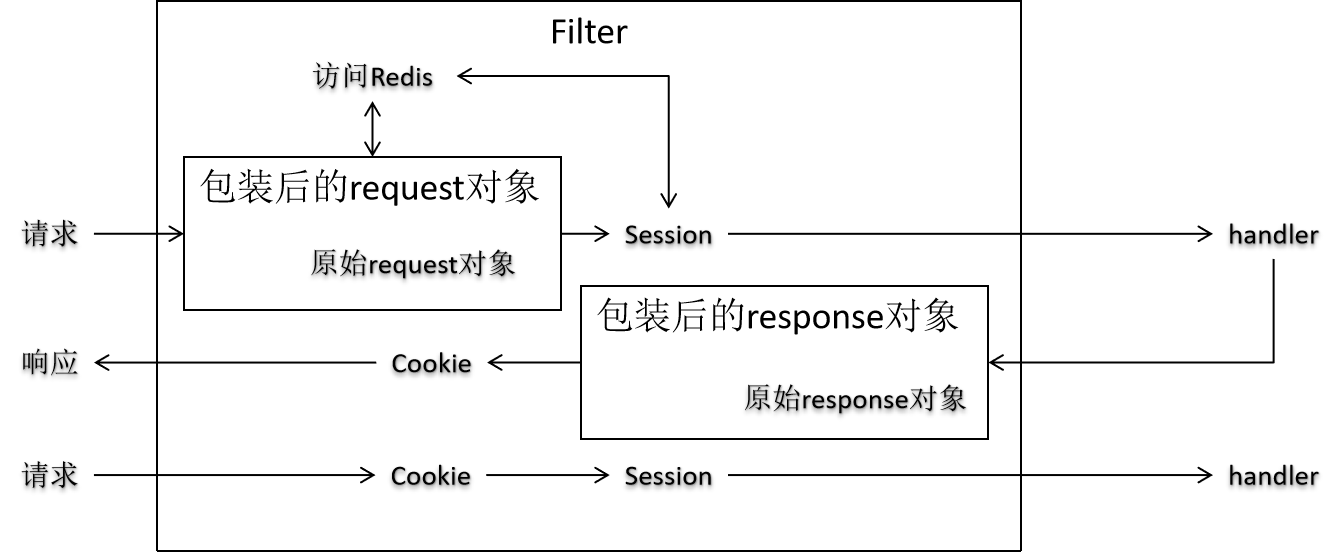 Filter
访问Redis
包装后的request对象
请求
Session
handler
原始request对象
包装后的response对象
响应
Cookie
原始response对象
请求
Cookie
Session
handler